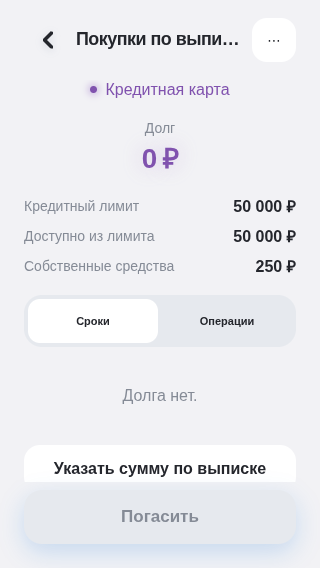 Покупки по выпи...
...
Кредитная карта
Долг
0 ₽
Кредитный лимит 50 000 ₽
Доступно из лимита 50 000 ₽
Собственные средства 250 ₽
Сроки Операции
Долга нет.
Указать сумму по выписке
Погасить